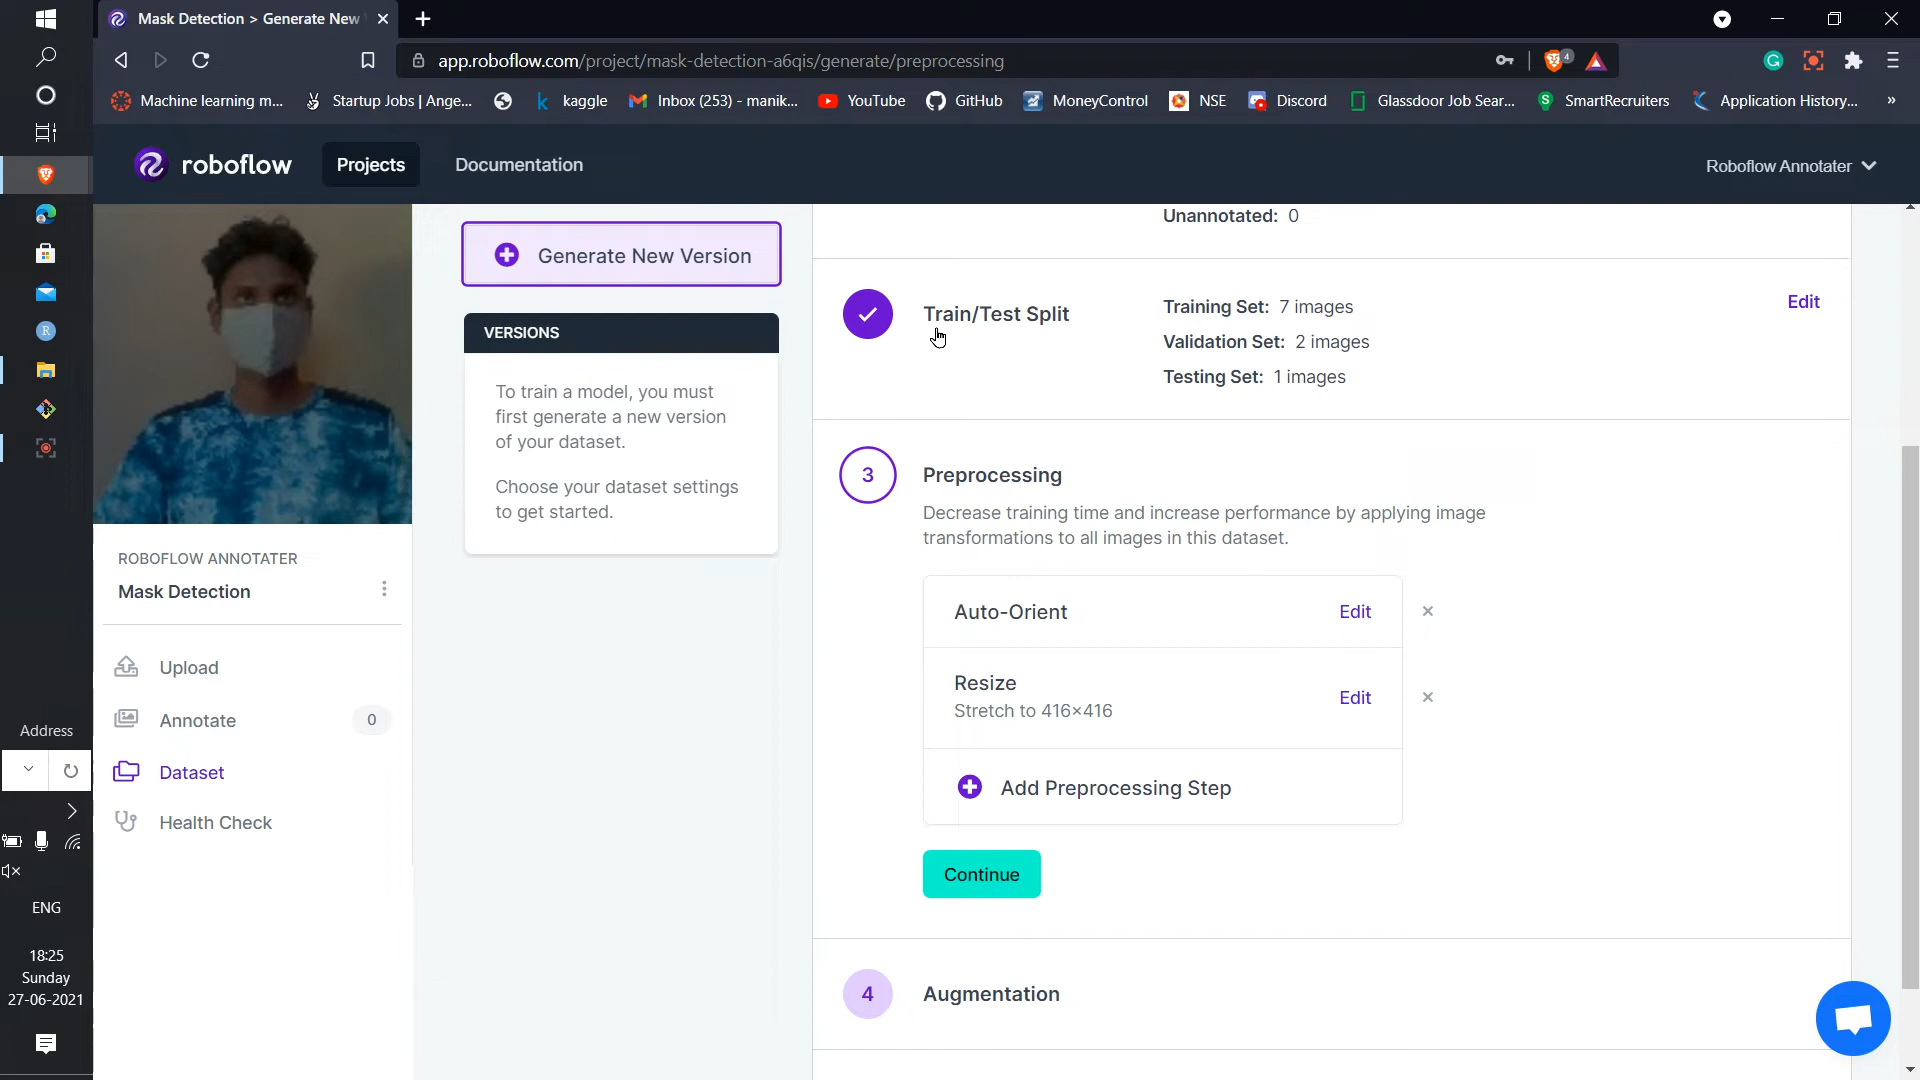 Mask Detection > Generate New
app.roboflow.com/project/mask-detection-a6qis/generate/preprocessing
4
Machine learning m...
Startup Jobs | Ange...
kaggle
Inbox (253) - manik...
YouTube
GitHub
MoneyControl
NSE
Discord
Glassdoor Job Sear...
SmartRecruiters
Application History...
»
roboflow
Projects
Documentation
Roboflow Annotater
ROBOFLOW ANNOTATER
Mask Detection
Upload
Annotate
0
Dataset
Health Check
Generate New Version
VERSIONS
To train a model, you must
first generate a new version
of your dataset.
Choose your dataset settings
to get started.
Unannotated: 0
Train/Test Split
Training Set: 7 images
Validation Set: 2 images
Testing Set: 1 images
Edit
3
Preprocessing
Decrease training time and increase performance by applying image
transformations to all images in this dataset.
Auto-Orient
Edit
×
Resize
Stretch to 416×416
Edit
×
Add Preprocessing Step
Continue
4
Augmentation
R
Address
ENG
18:25
Sunday
27-06-2021